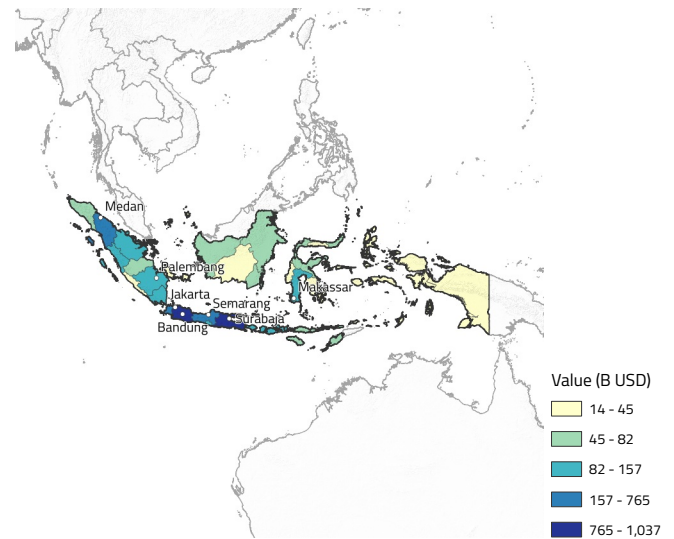 Medan
Palembang
Jakarta
Makassar
Semarang
Surabaja
Bandung
Value (B USD)
14 - 45
45 - 82
82 - 157
157 - 765
765 - 1,037